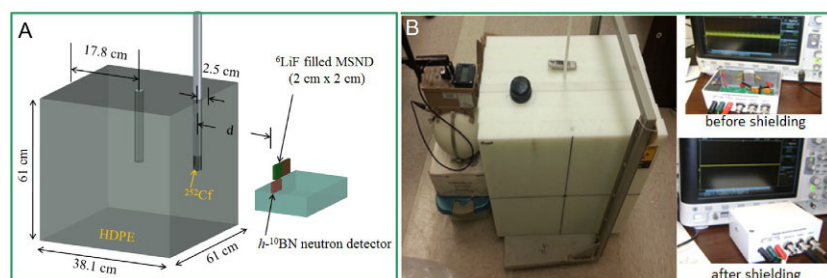 A
17.8 cm
2.5 cm
⁶LiF filled MSND
(2 cm x 2 cm)
d
61 cm
²⁵²Cf
HDPE
h-¹⁰BN neutron detector
38.1 cm
61 cm
B
before shielding
after shielding